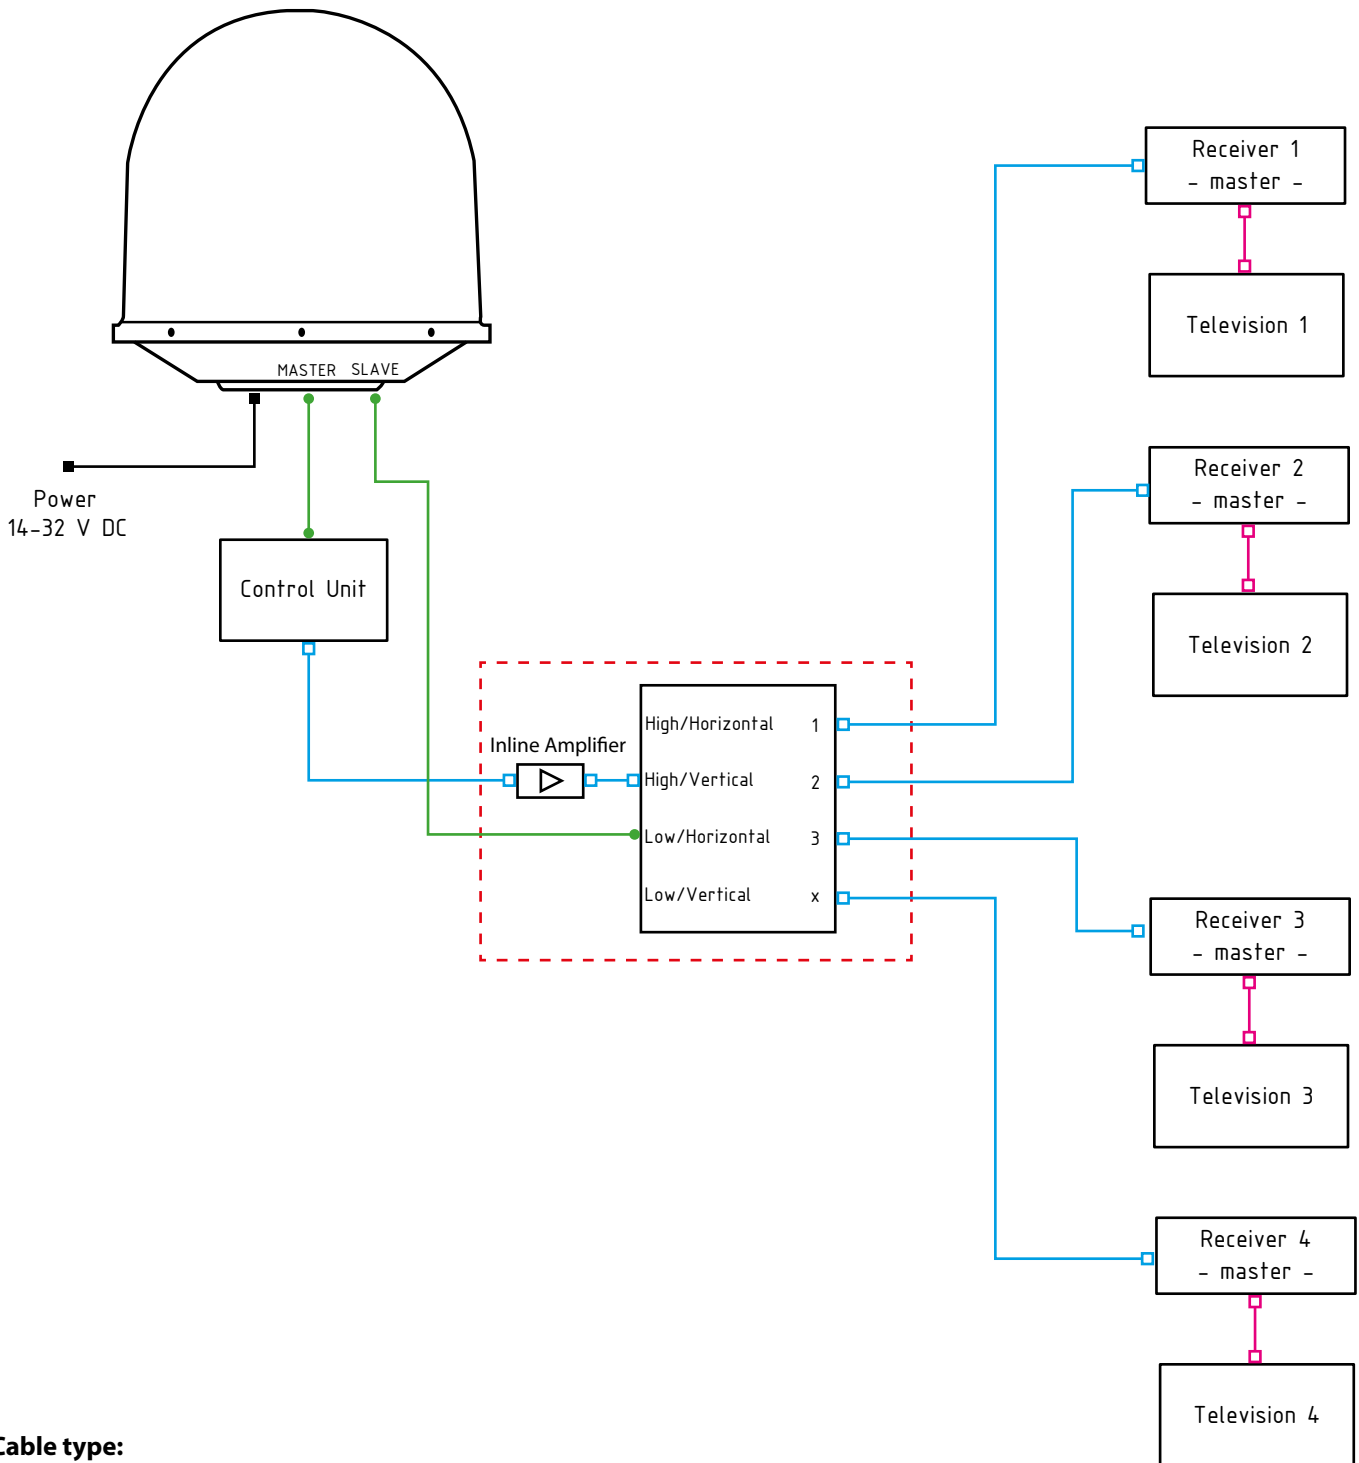 MASTER SLAVE
Power
14-32 V DC
Control Unit
Inline Amplifier
High/Horizontal 1
High/Vertical 2
Low/Horizontal 3
Low/Vertical x
Receiver 1
- master -
Television 1
Receiver 2
- master -
Television 2
Receiver 3
- master -
Television 3
Receiver 4
- master -
Television 4
Cable type: